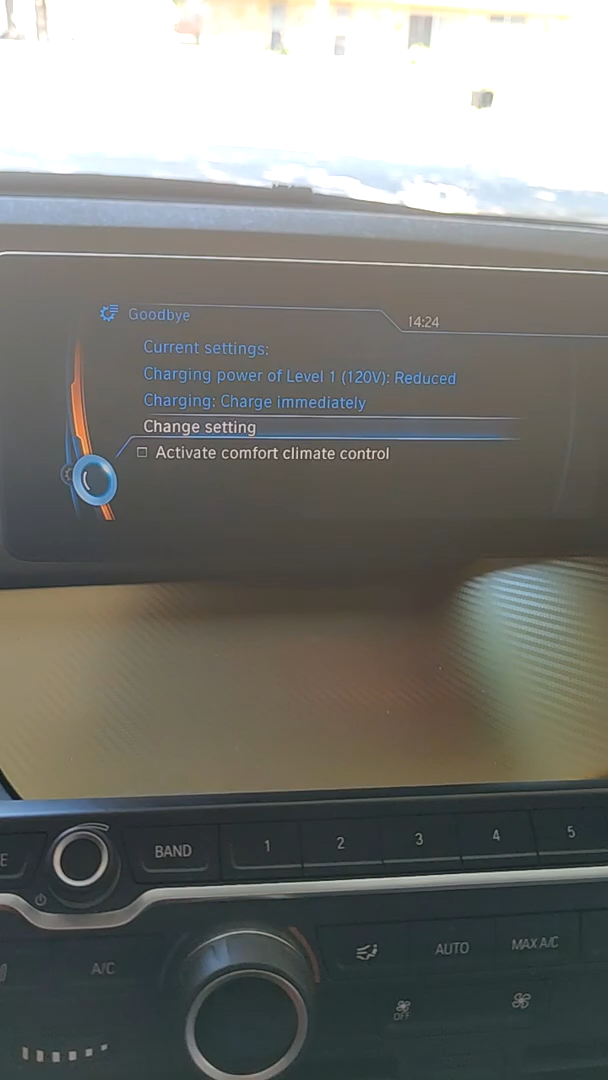 Goodbye
14:24
Current settings:
Charging power of Level 1 (120V): Reduced
Charging: Charge immediately
Change setting
Activate comfort climate control
E
BAND
1
2
3
4
5
A/C
AUTO
MAX A/C
OFF